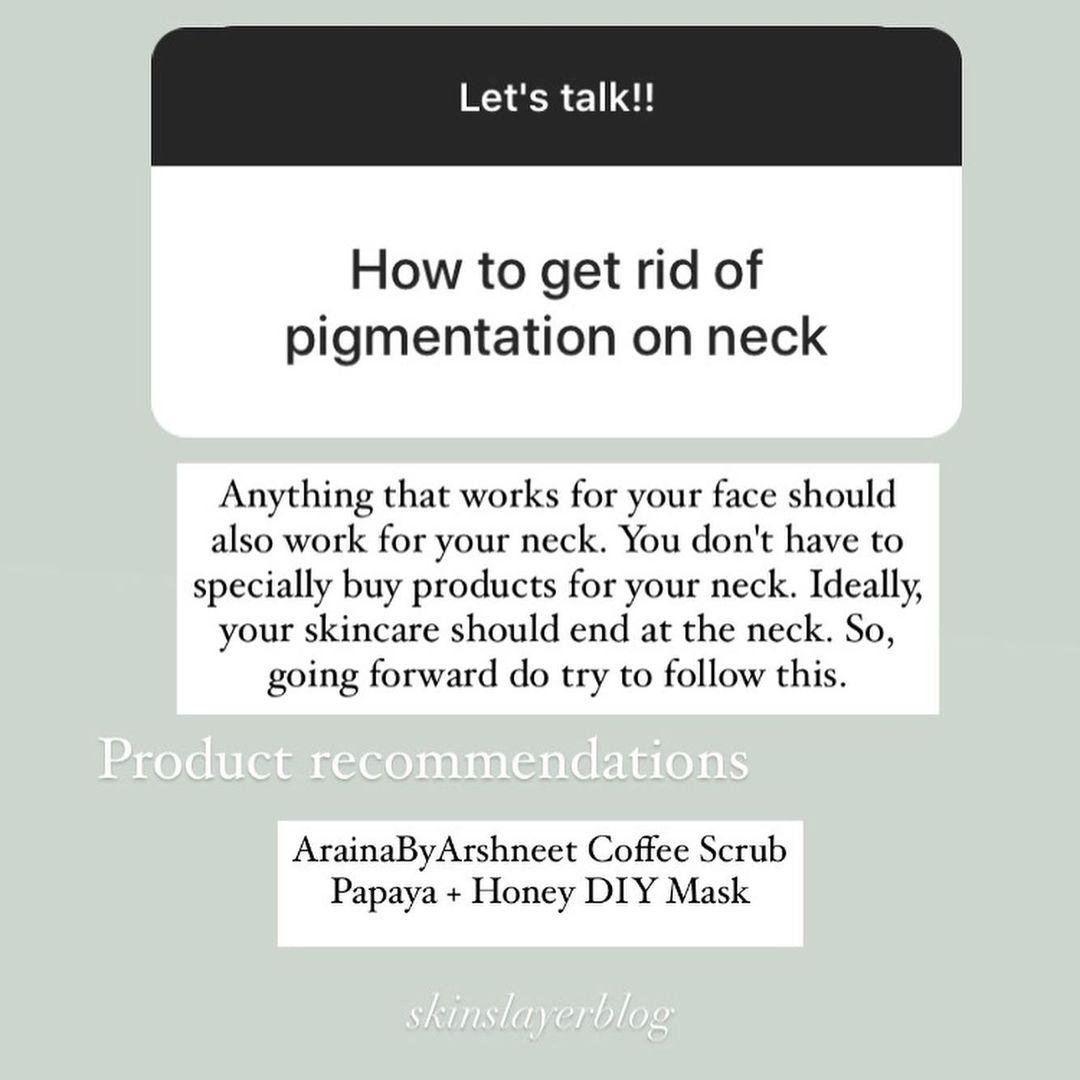 Let's talk!!
How to get rid of
pigmentation on neck
Anything that works for your face should
also work for your neck. You don't have to
specially buy products for your neck. Ideally,
your skincare should end at the neck. So,
going forward do try to follow this.
Product recommendations
ArainaByArshneet Coffee Scrub
Papaya + Honey DIY Mask
skinslayerblog